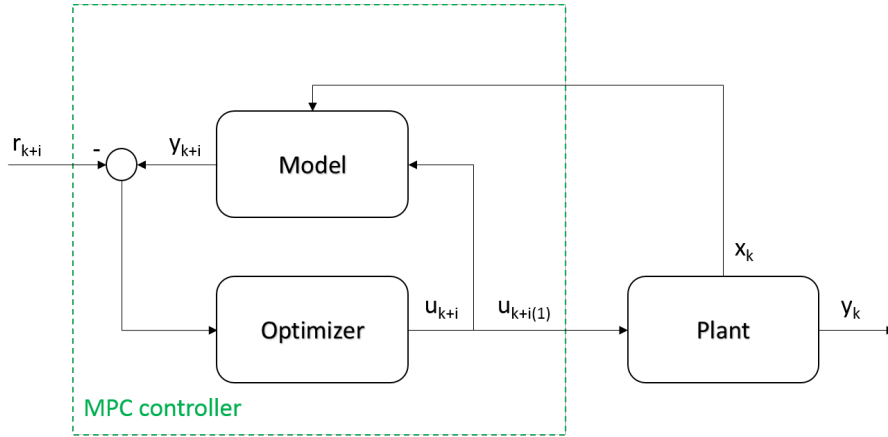 r_{k+i}
-
y_{k+i}
Model
x_k
Optimizer
u_{k+i}
u_{k+i(1)}
Plant
y_k
MPC controller